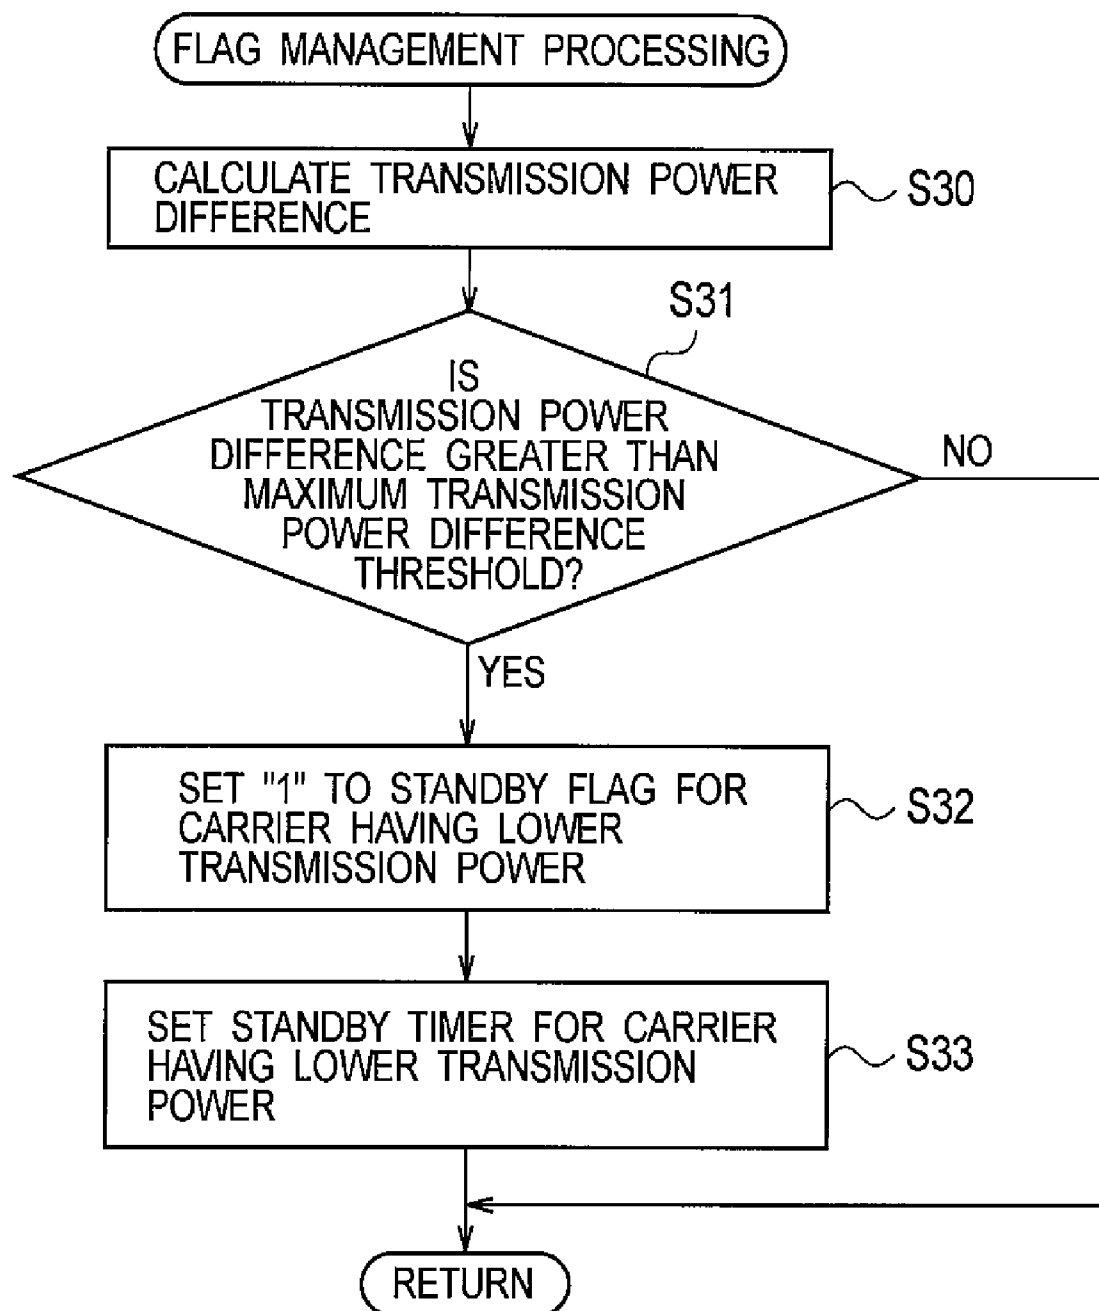 FLAG MANAGEMENT PROCESSING
CALCULATE TRANSMISSION POWER
DIFFERENCE
S30
S31
IS
TRANSMISSION POWER
DIFFERENCE GREATER THAN
MAXIMUM TRANSMISSION
POWER DIFFERENCE
THRESHOLD?
NO
YES
SET "1" TO STANDBY FLAG FOR
CARRIER HAVING LOWER
TRANSMISSION POWER
S32
SET STANDBY TIMER FOR CARRIER
HAVING LOWER TRANSMISSION
POWER
S33
RETURN